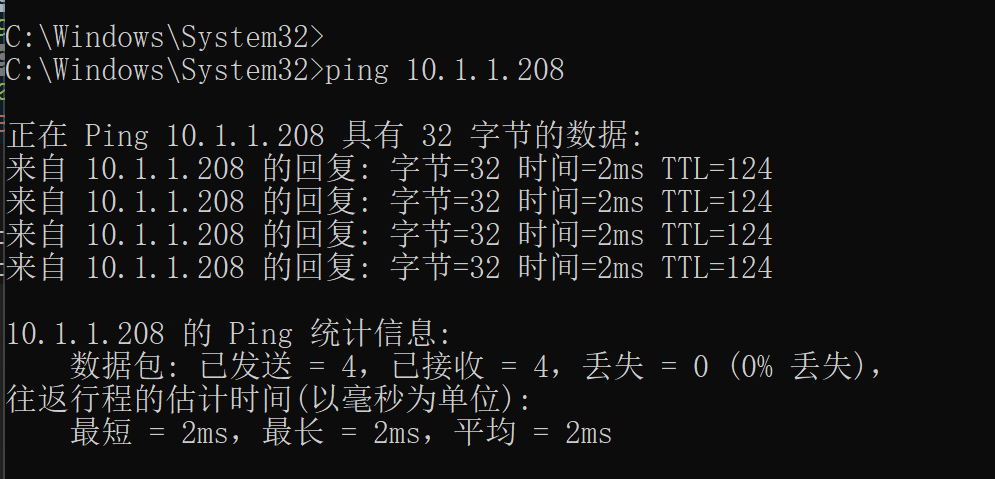 C:\Windows\System32>
C:\Windows\System32>ping 10.1.1.208
正在 Ping 10.1.1.208 具有 32 字节的数据:
来自 10.1.1.208 的回复: 字节=32 时间=2ms TTL=124
来自 10.1.1.208 的回复: 字节=32 时间=2ms TTL=124
来自 10.1.1.208 的回复: 字节=32 时间=2ms TTL=124
来自 10.1.1.208 的回复: 字节=32 时间=2ms TTL=124
10.1.1.208 的 Ping 统计信息:
    数据包: 已发送 = 4，已接收 = 4，丢失 = 0 (0% 丢失)，
往返行程的估计时间(以毫秒为单位):
    最短 = 2ms，最长 = 2ms，平均 = 2ms